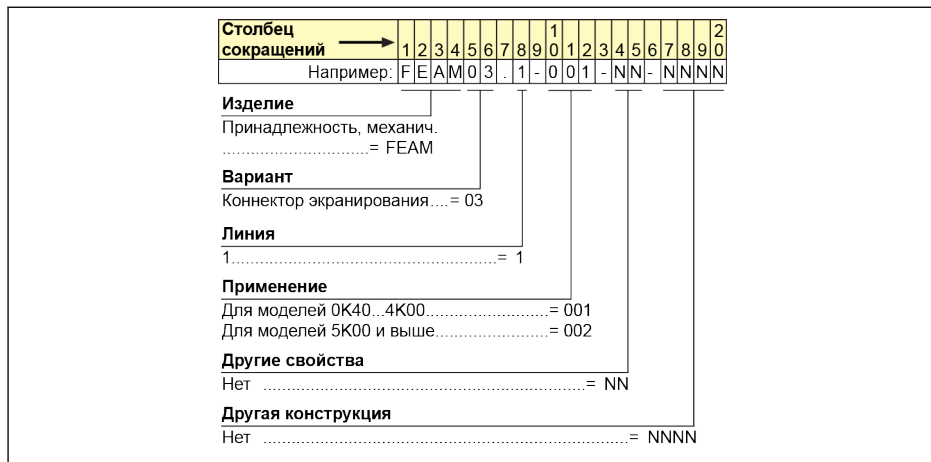 Столбец 1 2
сокращений 1 2 3 4 5 6 7 8 9 0 1 2 3 4 5 6 7 8 9 0
Например: F E A M 0 3 . 1 - 0 0 1 - N N - N N N N
Изделие
Принадлежность, механич.
..............................= FEAM
Вариант
Коннектор экранирования....= 03
Линия
1......................................................= 1
Применение
Для моделей 0K40...4K00.........................= 001
Для моделей 5K00 и выше.......................= 002
Другие свойства
Нет ..................................................................= NN
Другая конструкция
Нет ...........................................................................= NNNN